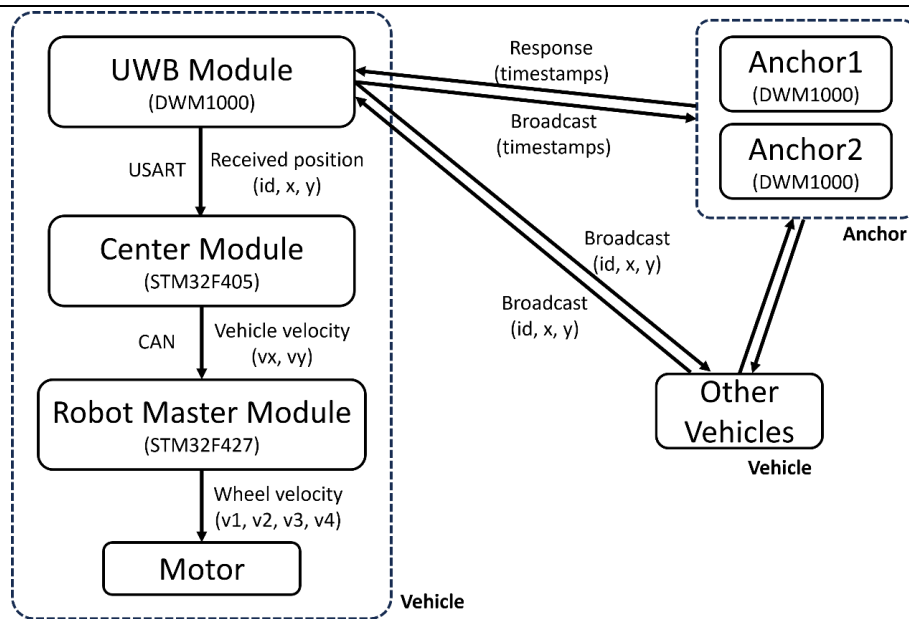 UWB Module
(DWM1000)
USART
Received position
(id, x, y)
Center Module
(STM32F405)
CAN
Vehicle velocity
(vx, vy)
Robot Master Module
(STM32F427)
Wheel velocity
(v1, v2, v3, v4)
Motor
Vehicle
Response
(timestamps)
Broadcast
(timestamps)
Anchor1
(DWM1000)
Anchor2
(DWM1000)
Anchor
Broadcast
(id, x, y)
Broadcast
(id, x, y)
Other
Vehicles
Vehicle